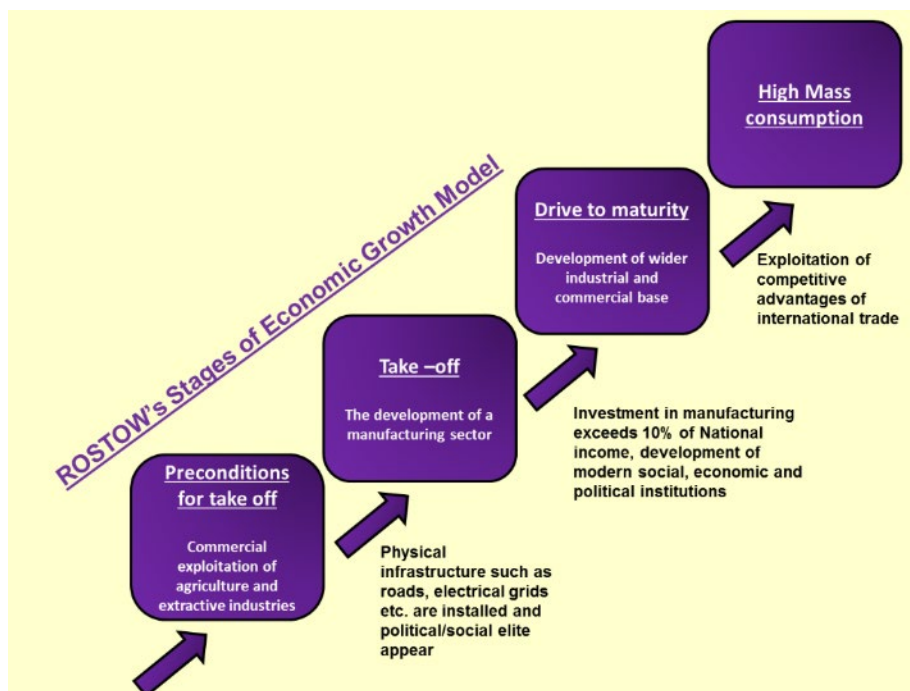 ROSTOW's Stages of Economic Growth Model
High Mass
consumption
Drive to maturity
Development of wider
industrial and
commercial base
Exploitation of
competitive
advantages of
international trade
Take –off
The development of a
manufacturing sector
Investment in manufacturing
exceeds 10% of National
income, development of
modern social, economic and
political institutions
Preconditions
for take off
Commercial
exploitation of
agriculture and
extractive industries
Physical
infrastructure such as
roads, electrical grids
etc. are installed and
political/social elite
appear